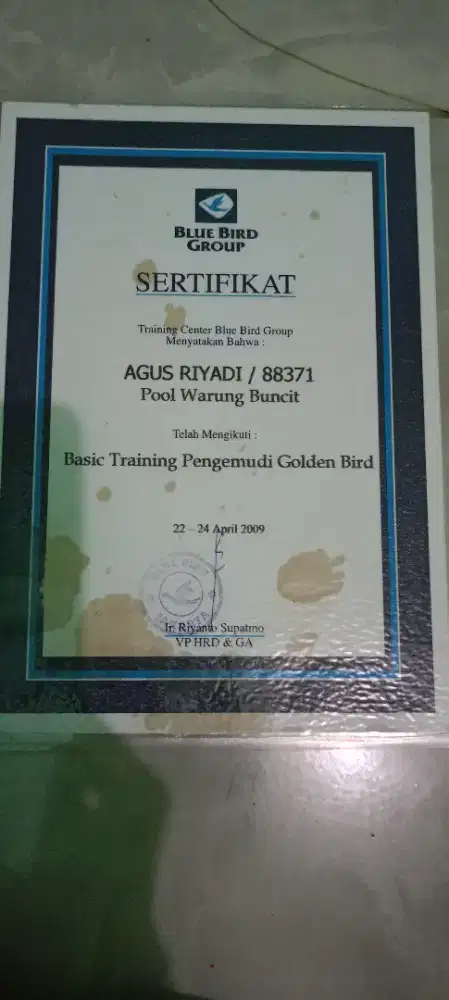 BLUE BIRD
GROUP
SERTIFIKAT
Training Center Blue Bird Group
Menyatakan Bahwa :
AGUS RIYADI / 88371
Pool Warung Buncit
Telah Mengikuti :
Basic Training Pengemudi Golden Bird
22 - 24 April 2009
Ir. Riyanto Supatmo
VP HRD & GA